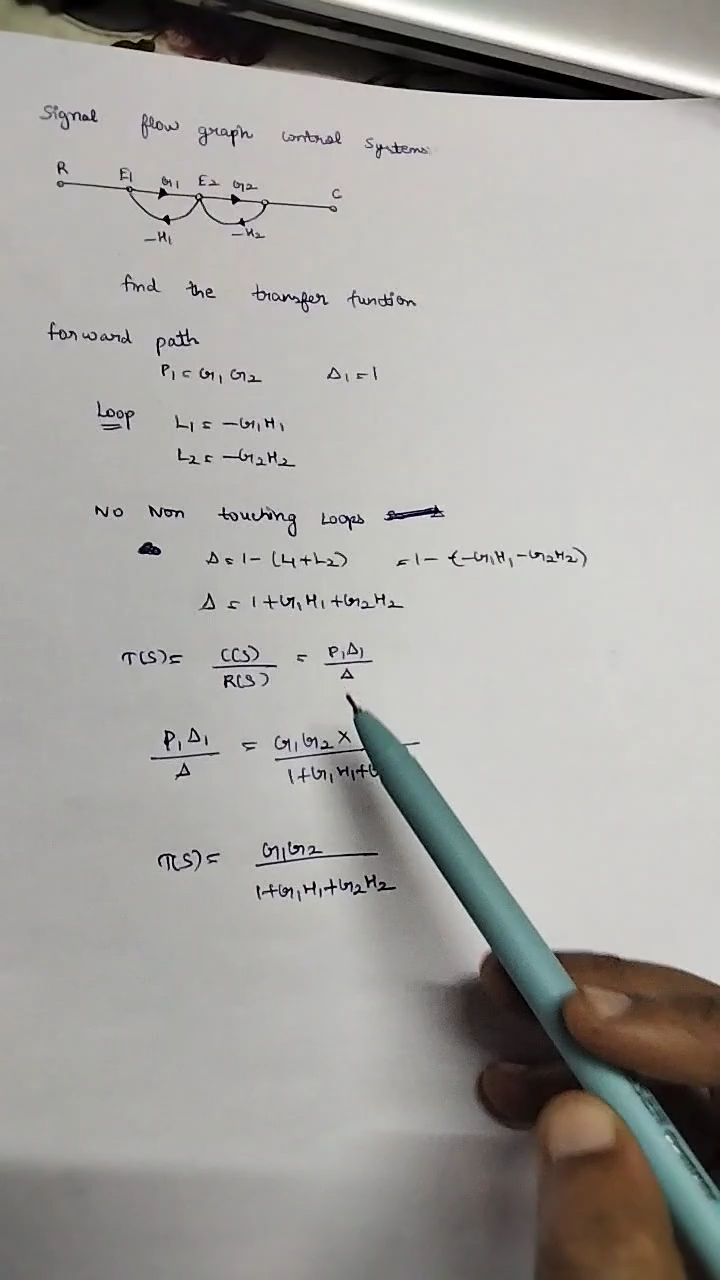 Signal flow graph control systems
R E1 G1 E2 G2 C
-H1 -H2
find the transfer function
forward path
P1 = G1 G2 Δ1 = 1
Loop L1 = -G1H1
L2 = -G2H2
No Non touching Loops
Δ = 1 - (L1+L2) = 1 - (-G1H1 - G2H2)
Δ = 1+G1H1+G2H2
T(S) = C(S)/R(S) = P1Δ1/Δ
P1Δ1/Δ = G1G2 X / 1+G1H1+G
T(S) = G1G2 / 1+G1H1+G2H2